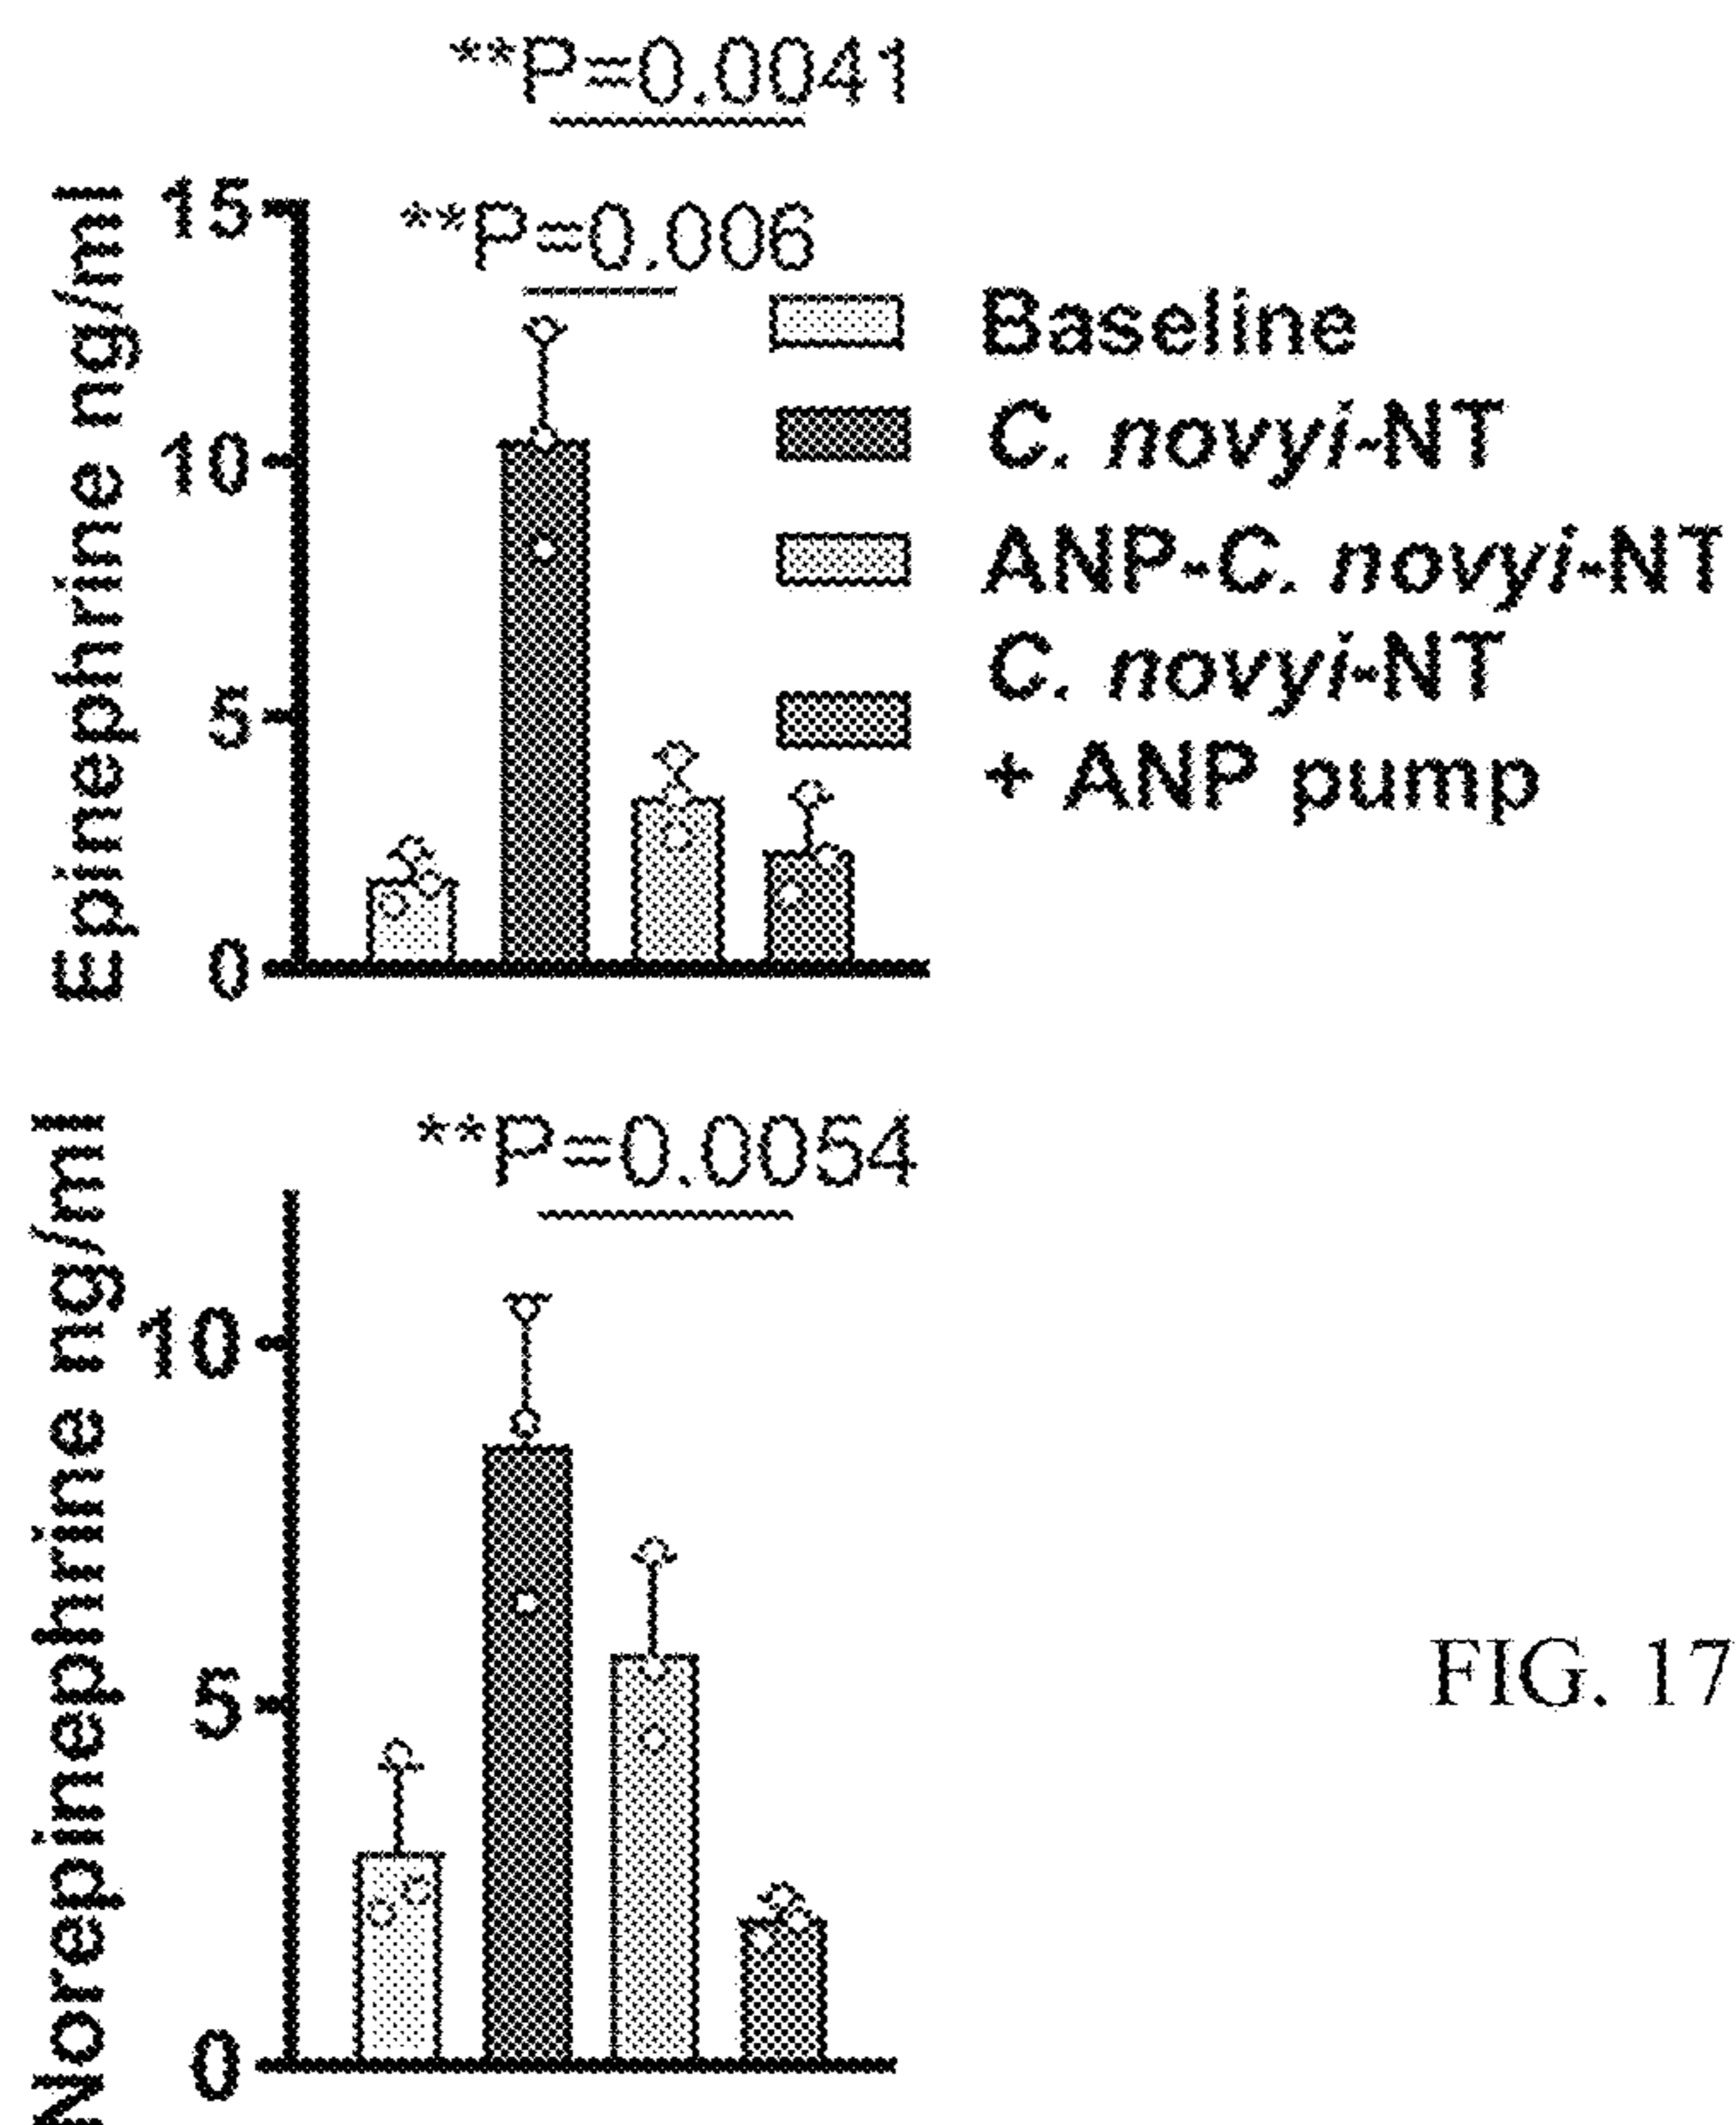 **P=0.0041
Epinephrine ng/ml
15
**P=0.006
10
5
0
Baseline
C. novyi-NT
ANP-C. novyi-NT
C. novyi-NT
+ ANP pump
**P=0.0054
Norepinephrine ng/ml
10
5
0
FIG. 17